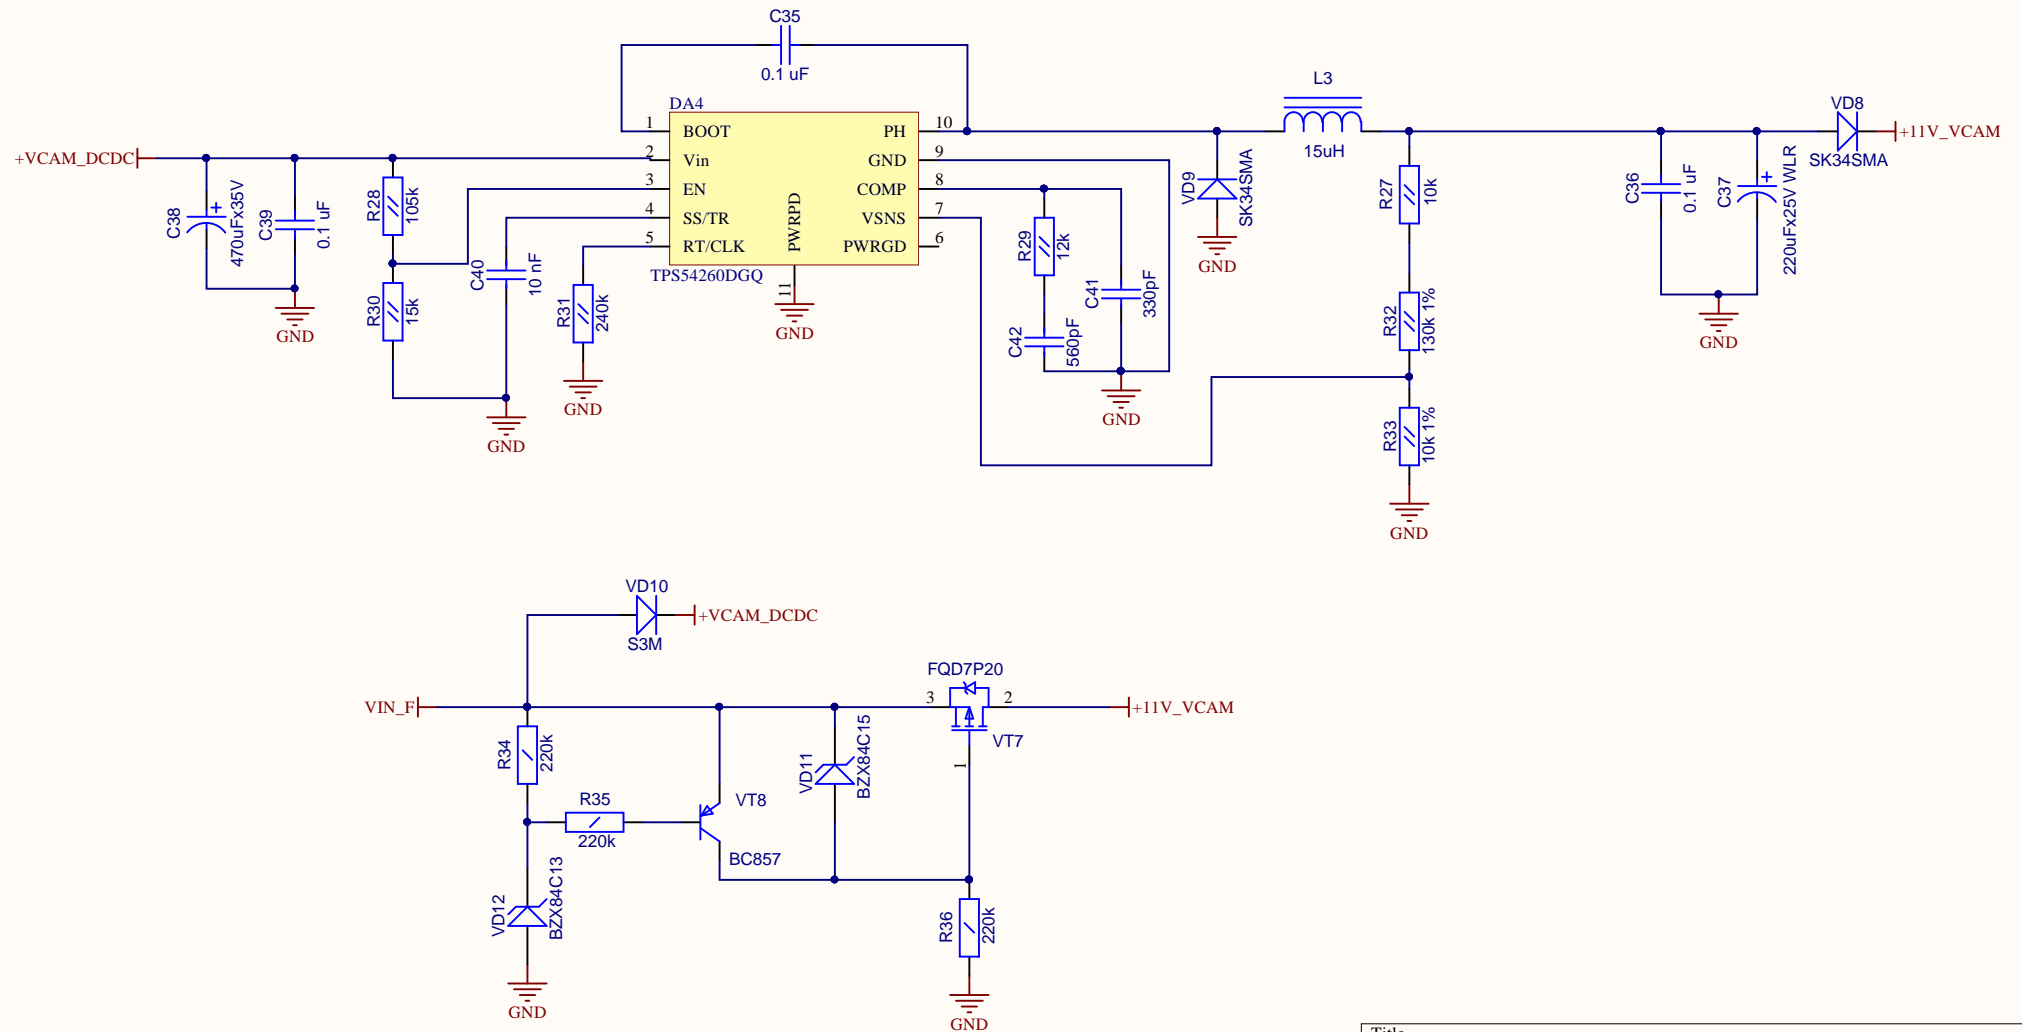 C35
0.1 uF
DA4
1 BOOT PH 10
2 Vin GND 9
3 EN COMP 8
4 SS/TR VSNS 7
5 RT/CLK PWRGD 6
PWRPD
11
TPS54260DGQ
GND
+VCAM_DCDC
C38
470uFx35V
C39
0.1 uF
GND
R28
105k
R30
15k
C40
10 nF
GND
R31
240k
GND
R29
12k
C42
560pF
C41
330pF
GND
VD9
SK34SMA
GND
L3
15uH
R27
10k
R32
130k 1%
R33
10k 1%
GND
C36
0.1 uF
C37
220uFx25V WLR
GND
VD8
SK34SMA
+11V_VCAM
VD10
S3M
+VCAM_DCDC
VIN_F
R34
220k
R35
220k
VD12
BZX84C13
GND
VT8
BC857
VD11
BZX84C15
FQD7P20
3
2
1
VT7
+11V_VCAM
R36
220k
GND
Title